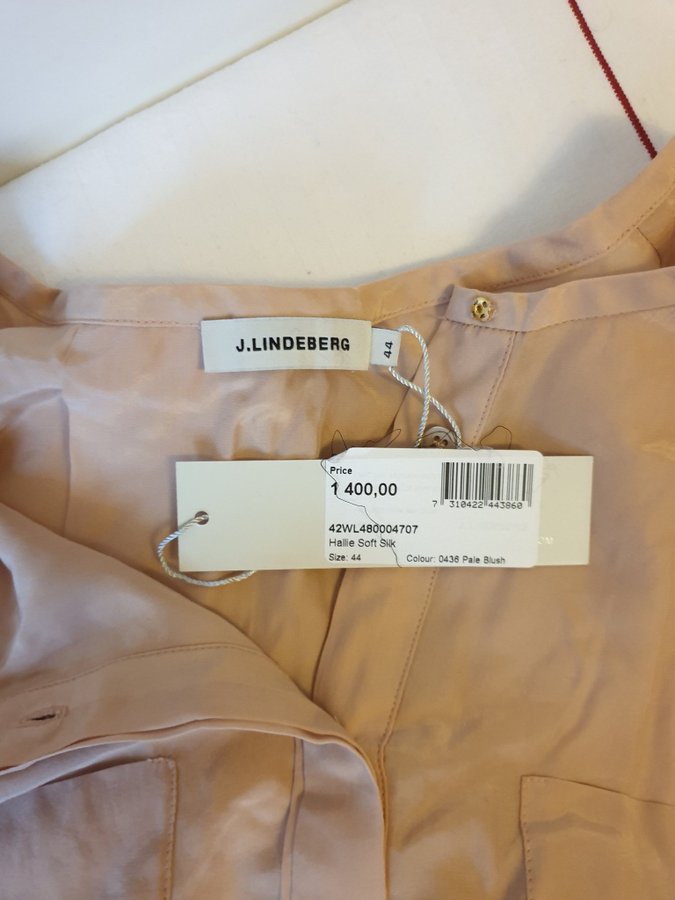 J.LINDEBERG
44
Price
1 400,00
7 310422 443860
42WL480004707
Hallie Soft Silk
Size: 44 Colour: 0436 Pale Blush
OM